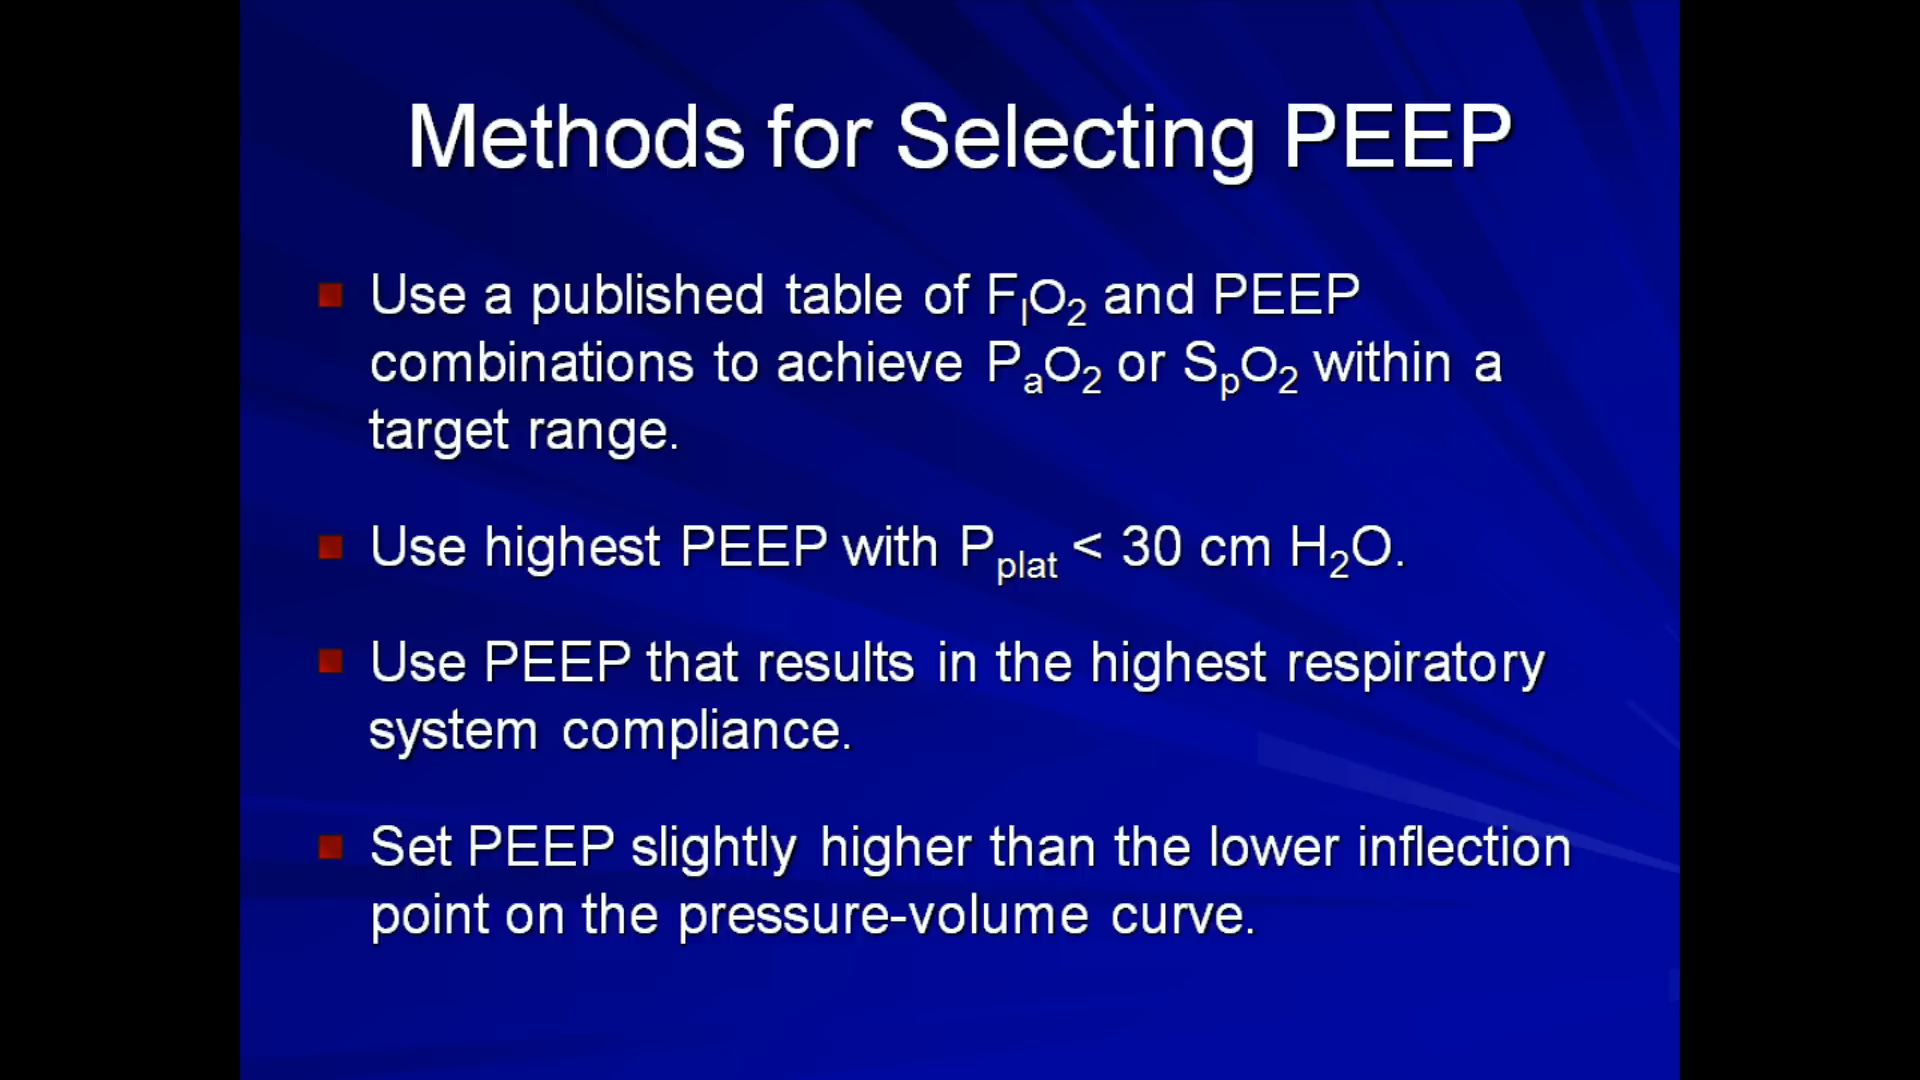 Methods for Selecting PEEP
Use a published table of FIO2 and PEEP
combinations to achieve PaO2 or SpO2 within a
target range.
Use highest PEEP with Pplat < 30 cm H2O.
Use PEEP that results in the highest respiratory
system compliance.
Set PEEP slightly higher than the lower inflection
point on the pressure-volume curve.